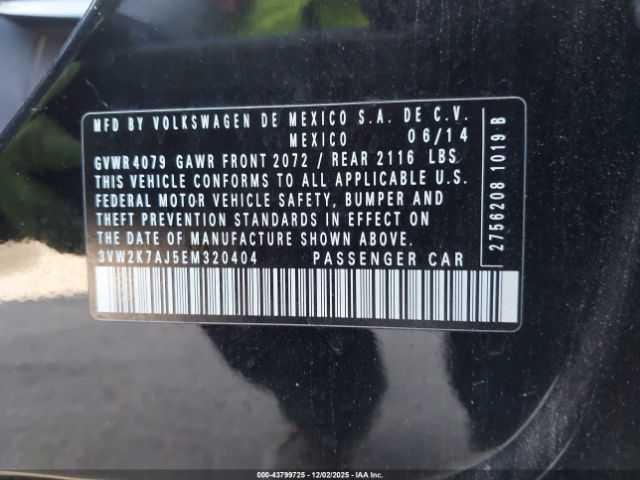 MFD BY VOLKSWAGEN DE MEXICO S.A. DE C.V.
MEXICO 06/14
GVWR 4079 GAWR FRONT 2072 / REAR 2116 LBS
THIS VEHICLE CONFORMS TO ALL APPLICABLE U.S.
FEDERAL MOTOR VEHICLE SAFETY, BUMPER AND
THEFT PREVENTION STANDARDS IN EFFECT ON
THE DATE OF MANUFACTURE SHOWN ABOVE.
3VW2K7AJ5EM320404 PASSENGER CAR
2756208 1019 B
000-43799725 12/02/2025 IAA Inc.